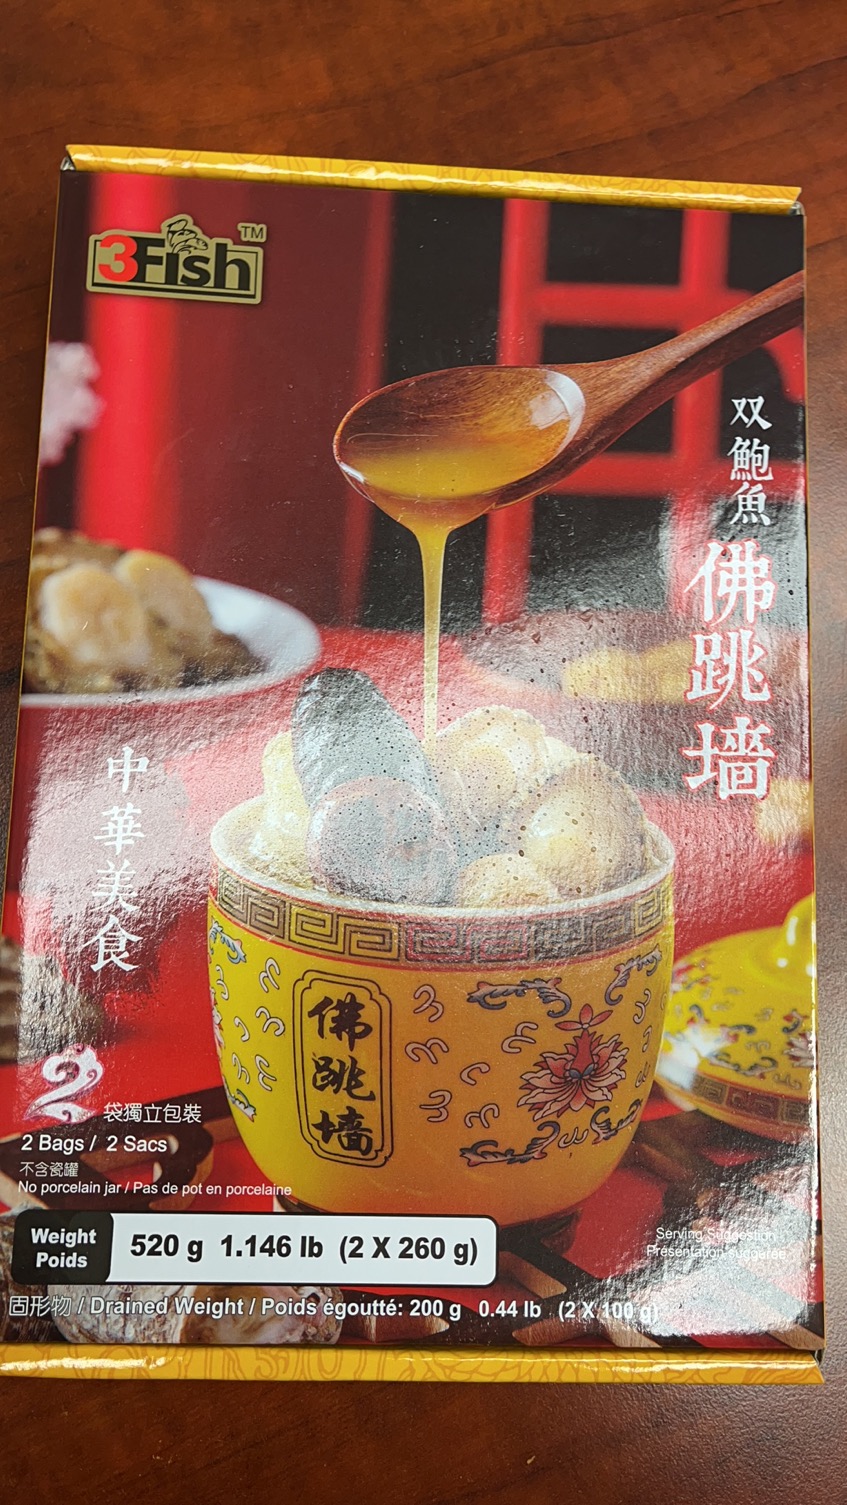 3Fish™
双鮑魚
佛跳墙
中華美食
佛跳墙
2袋獨立包裝
2 Bags / 2 Sacs
不含瓷罐
No porcelain jar / Pas de pot en porcelaine
Weight
Poids
520 g 1.146 lb (2 X 260 g)
Serving Suggestion
Présentation suggérée
固形物 / Drained Weight / Poids égoutté: 200 g 0.44 lb (2 X 100 g)